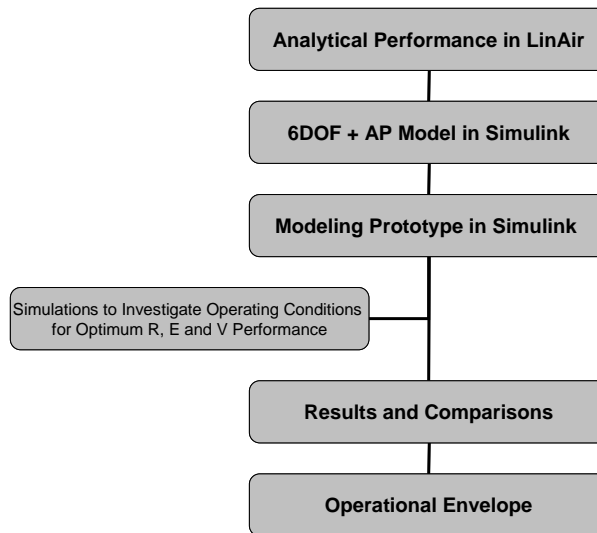 Analytical Performance in LinAir
6DOF + AP Model in Simulink
Modeling Prototype in Simulink
Simulations to Investigate Operating Conditions
for Optimum R, E and V Performance
Results and Comparisons
Operational Envelope